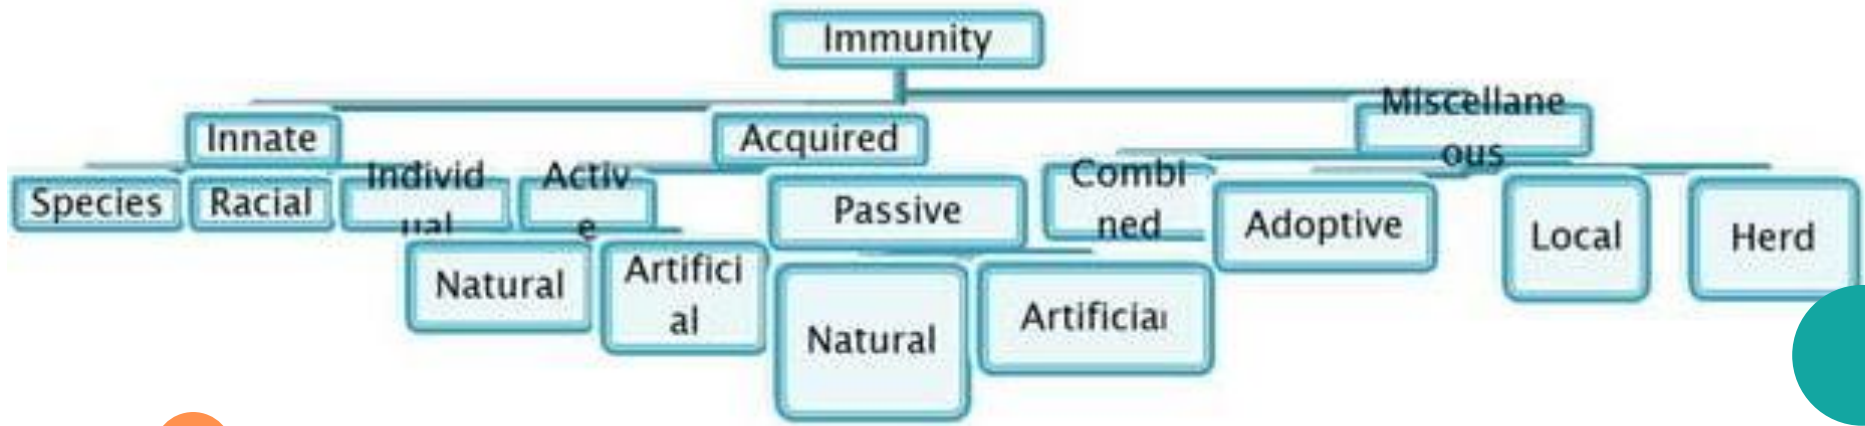 Immunity
Innate
Acquired
Miscellane
ous
Species
Racial
Individ
ual
Activ
e
Passive
Combi
ned
Adoptive
Local
Herd
Natural
Artifici
al
Natural
Artificial